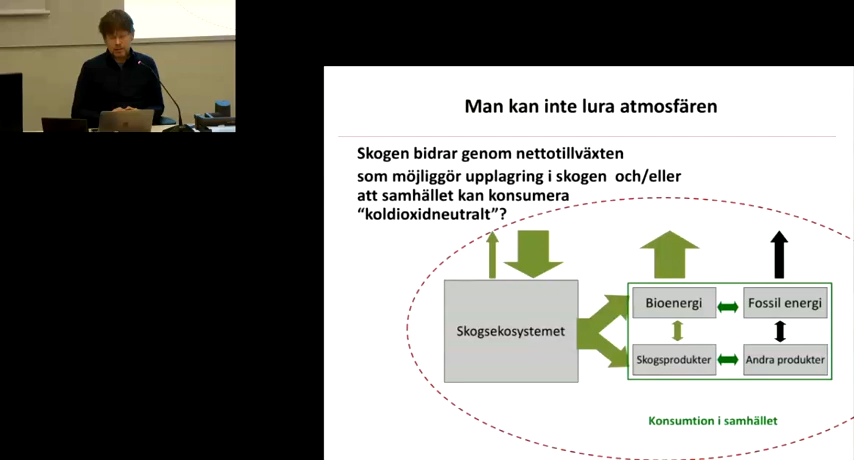 Man kan inte lura atmosfären
Skogen bidrar genom nettotillväxten
som möjliggör upplagring i skogen och/eller
att samhället kan konsumera
“koldioxidneutralt”?
Skogsekosystemet
Bioenergi
Fossil energi
Skogsprodukter
Andra produkter
Konsumtion i samhället